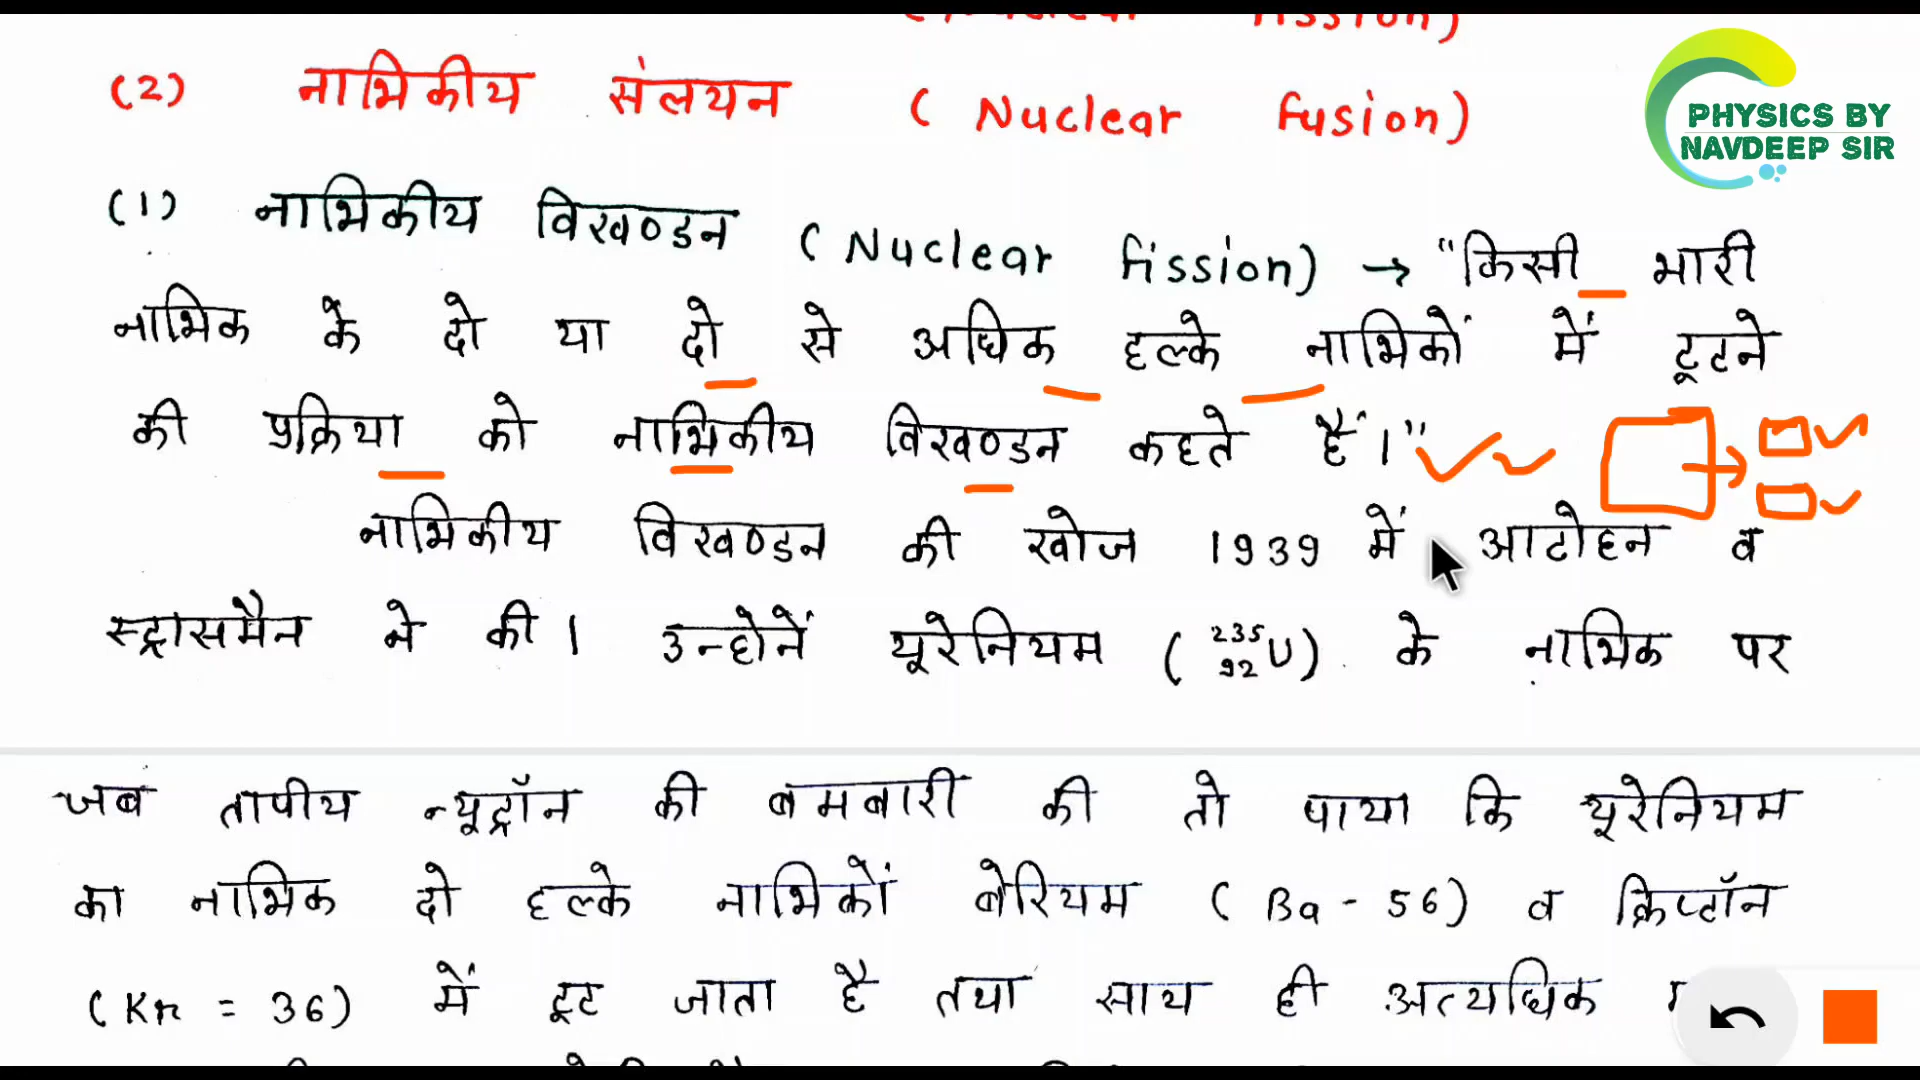 (Nuclear fission)
(2) नाभिकीय संलयन (Nuclear fusion)
PHYSICS BY
NAVDEEP SIR
(1) नाभिकीय विखण्डन (Nuclear fission) → "किसी भारी
नाभिक के दो या दो से अधिक हल्के नाभिकों में टूटने
की प्रक्रिया को नाभिकीय विखण्डन कहते हैं।"
नाभिकीय विखण्डन की खोज 1939 में आटोहन व
स्ट्रासमैन ने की। उन्होनें यूरेनियम (²³⁵₉₂U). के नाभिक पर
जब तापीय न्यूट्रॉन की बमबारी की तो पाया कि यूरेनियम
का नाभिक दो हल्के नाभिकों बेरियम (Ba - 56) व क्रिप्टॉन
(Kr = 36) में टूट जाता है तथा साथ ही अत्यधिक